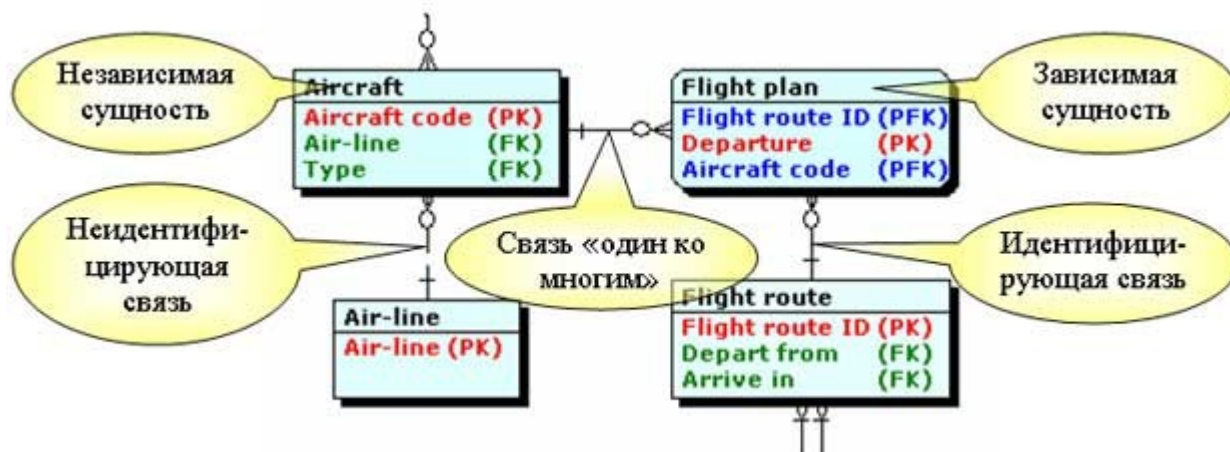 Независимая
сущность
Aircraft
Aircraft code (PK)
Air-line (FK)
Type (FK)
Flight plan
Flight route ID (PFK)
Departure (PK)
Aircraft code (PFK)
Зависимая
сущность
Неидентифи-
цирующая
связь
Связь «один ко
многим»
Идентифици-
рующая связь
Air-line
Air-line (PK)
Flight route
Flight route ID (PK)
Depart from (FK)
Arrive in (FK)